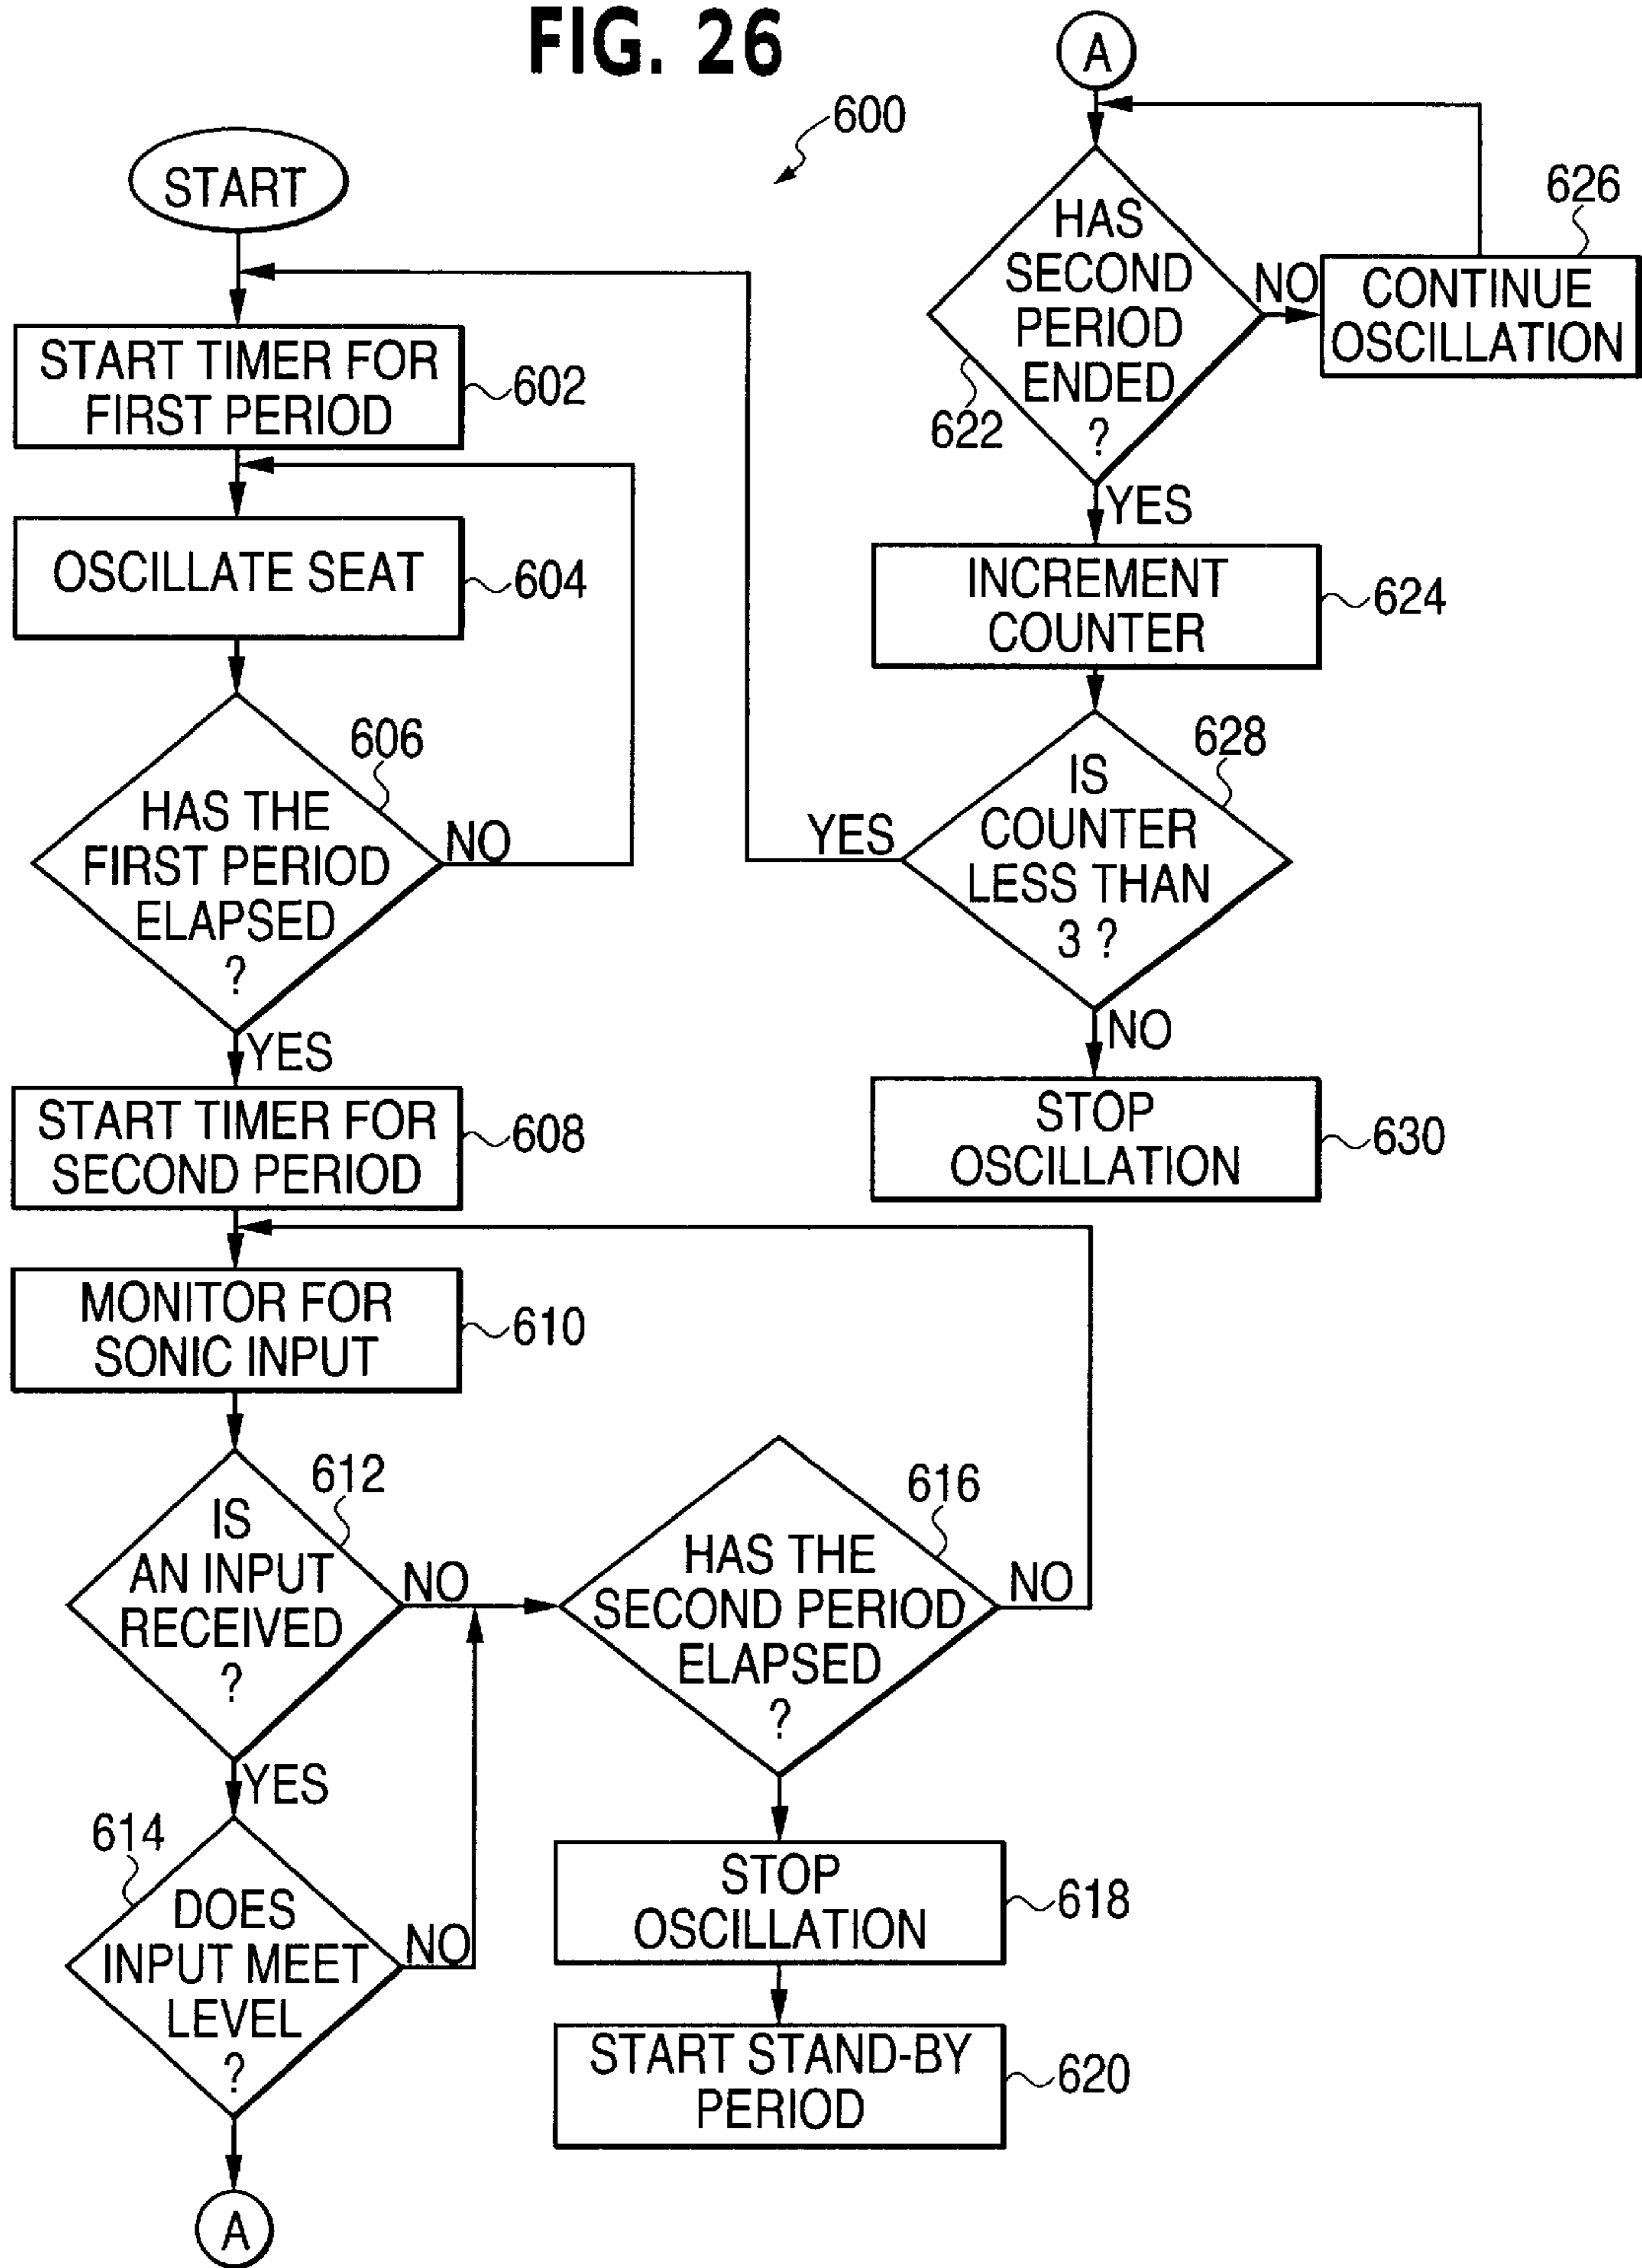 FIG. 26
600
START
START TIMER FOR
FIRST PERIOD
602
OSCILLATE SEAT
604
606
HAS THE
FIRST PERIOD
ELAPSED
?
NO
YES
START TIMER FOR
SECOND PERIOD
608
MONITOR FOR
SONIC INPUT
610
612
IS
AN INPUT
RECEIVED
?
NO
YES
614
DOES
INPUT MEET
LEVEL
?
NO
A
616
HAS THE
SECOND PERIOD
ELAPSED
?
NO
STOP
OSCILLATION
618
START STAND-BY
PERIOD
620
A
HAS
SECOND
PERIOD
ENDED
?
622
NO
626
CONTINUE
OSCILLATION
YES
INCREMENT
COUNTER
624
628
IS
COUNTER
LESS THAN
3 ?
YES
NO
STOP
OSCILLATION
630